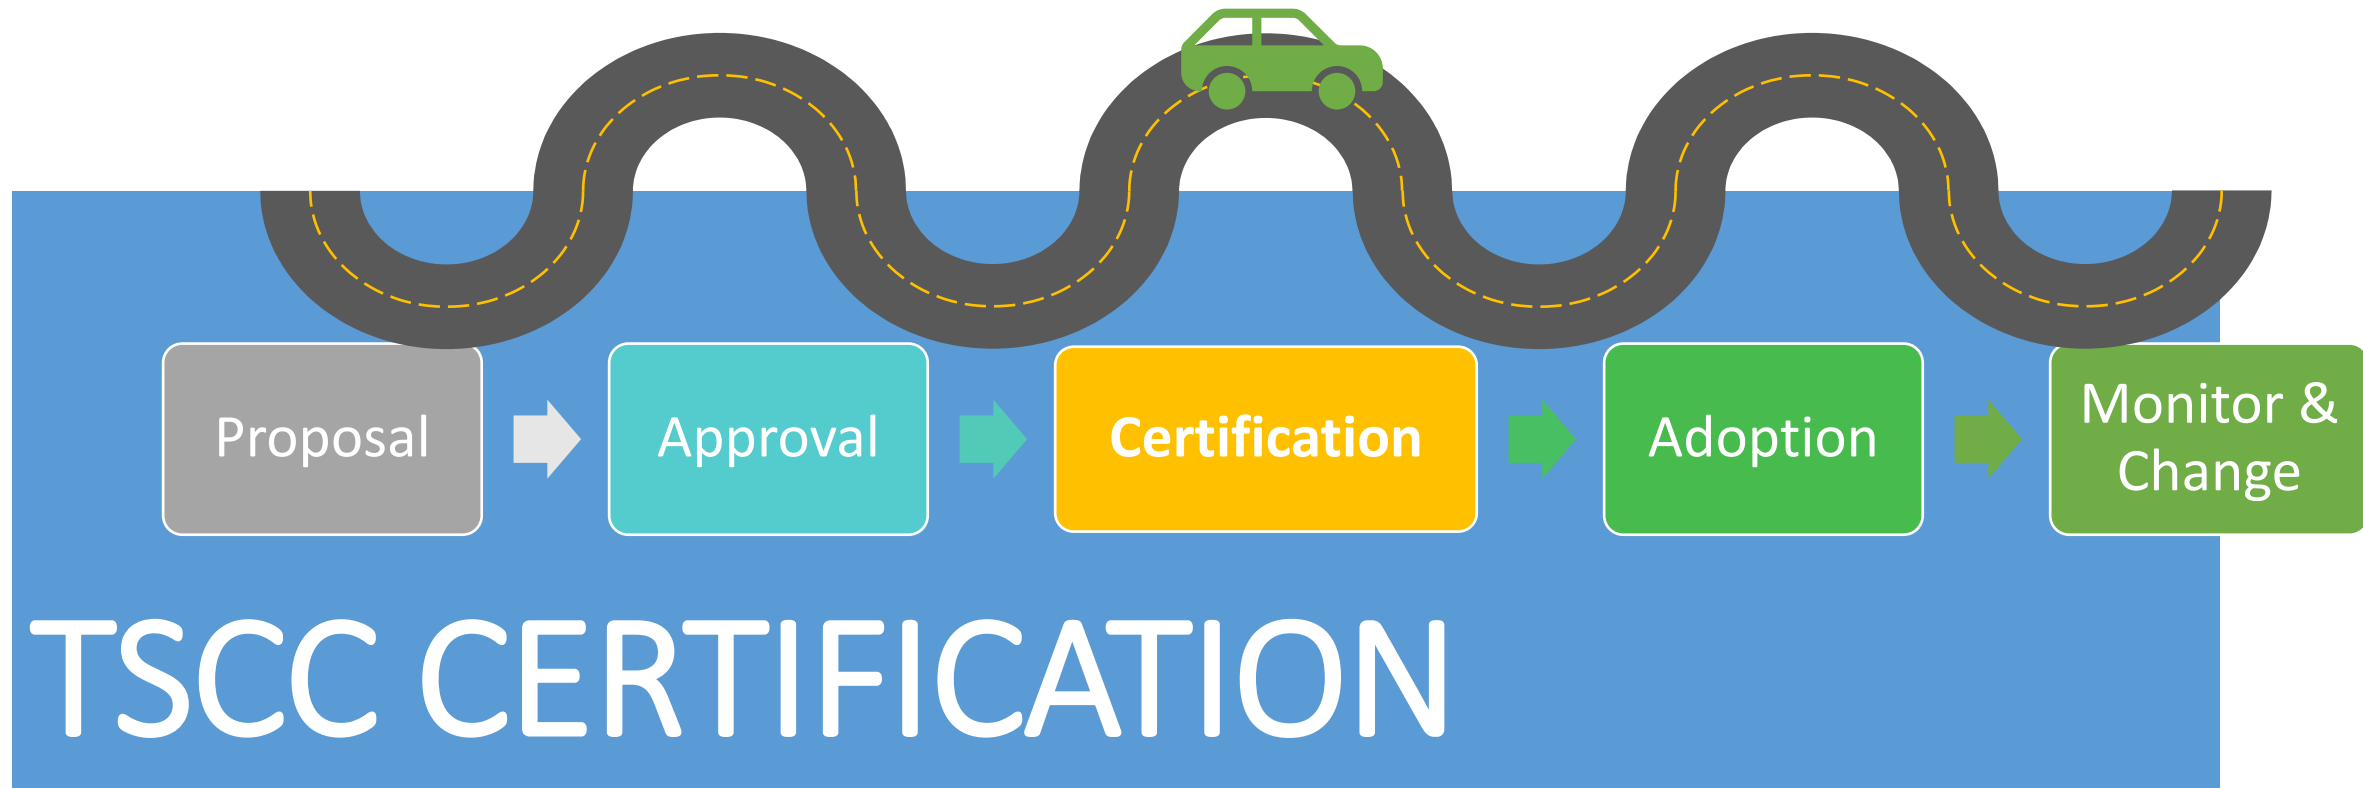 Proposal
Approval
Certification
Adoption
Monitor &
Change
TSCC CERTIFICATION